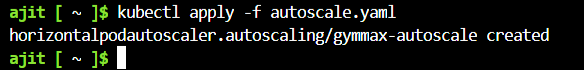 ajit [ ~ ]$ kubectl apply -f autoscale.yaml
horizontalpodautoscaler.autoscaling/gymmax-autoscale created
ajit [ ~ ]$